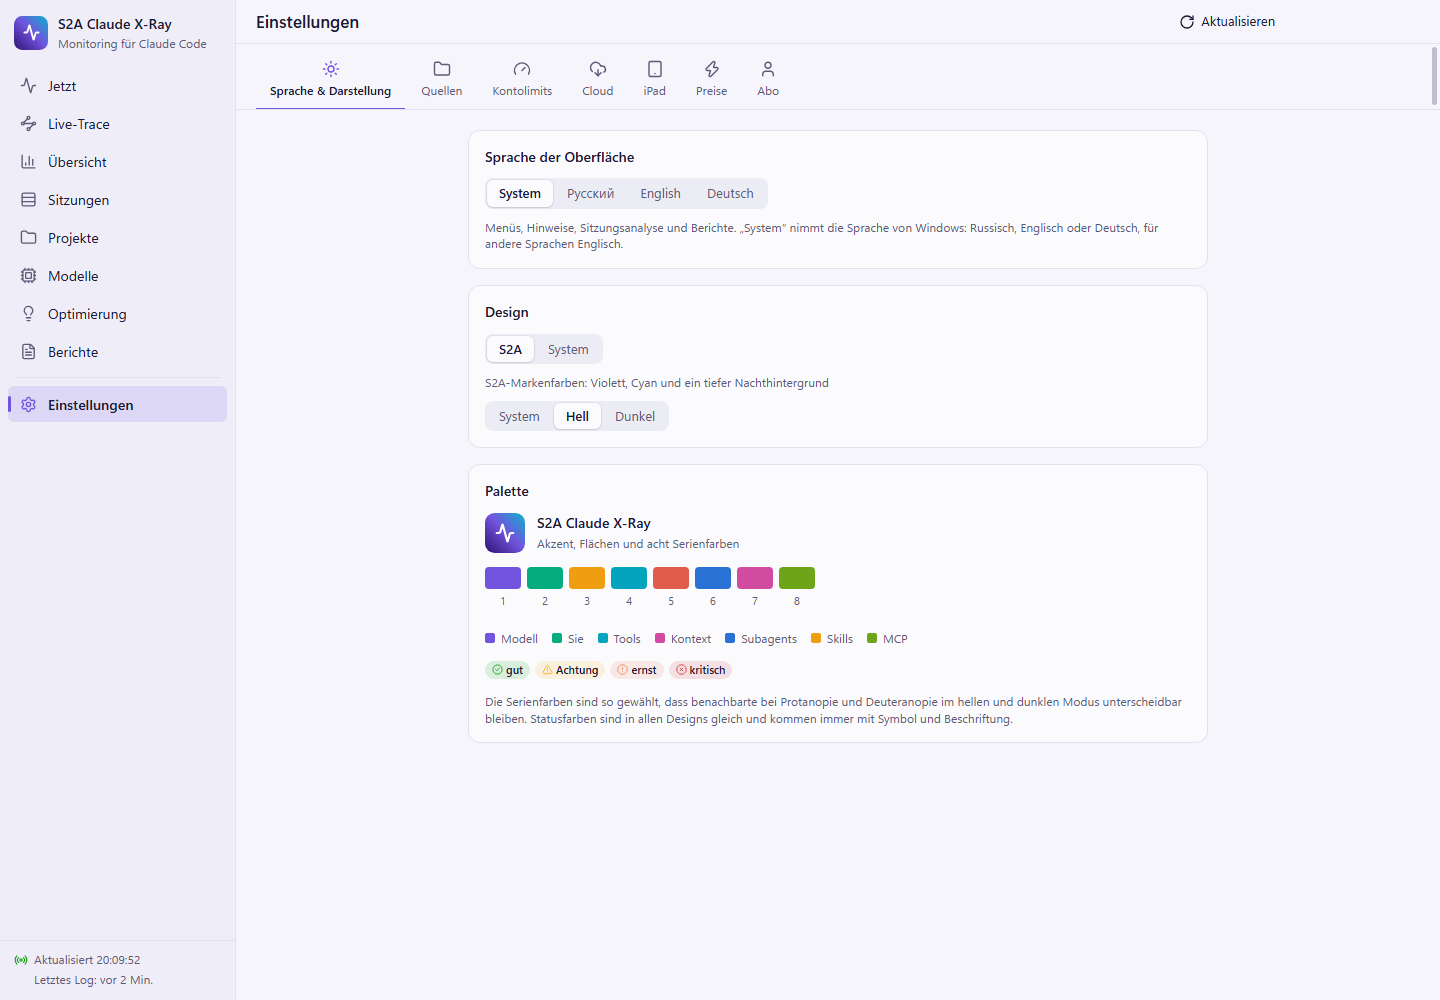 S2A Claude X-Ray
Monitoring für Claude Code
Jetzt
Live-Trace
Übersicht
Sitzungen
Projekte
Modelle
Optimierung
Berichte
Einstellungen
Aktualisiert 20:09:52
Letztes Log: vor 2 Min.
Einstellungen
Aktualisieren
Sprache & Darstellung
Quellen
Kontolimits
Cloud
iPad
Preise
Abo
Sprache der Oberfläche
System Русский English Deutsch
Menüs, Hinweise, Sitzungsanalyse und Berichte. „System“ nimmt die Sprache von Windows: Russisch, Englisch oder Deutsch, für
andere Sprachen Englisch.
Design
S2A System
S2A-Markenfarben: Violett, Cyan und ein tiefer Nachthintergrund
System Hell Dunkel
Palette
S2A Claude X-Ray
Akzent, Flächen und acht Serienfarben
1 2 3 4 5 6 7 8
Modell Sie Tools Kontext Subagents Skills MCP
gut Achtung ernst kritisch
Die Serienfarben sind so gewählt, dass benachbarte bei Protanopie und Deuteranopie im hellen und dunklen Modus unterscheidbar
bleiben. Statusfarben sind in allen Designs gleich und kommen immer mit Symbol und Beschriftung.